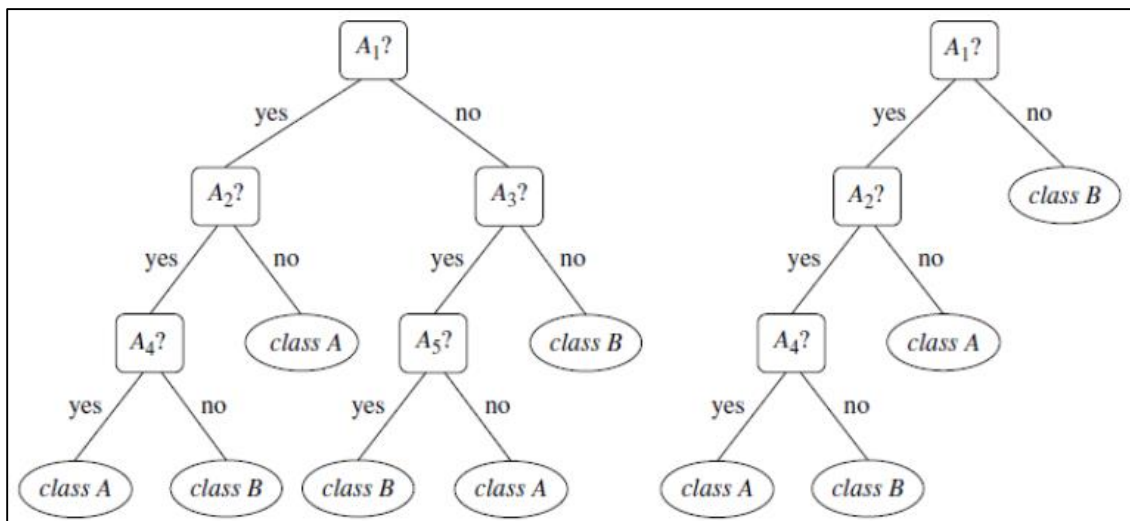 A₁? A₁?
yes no yes no
A₂? A₃? A₂? class B
yes no yes no yes no
A₄? class A A₅? class B A₄? class A
yes no yes no yes no
class A class B class B class A class A class B